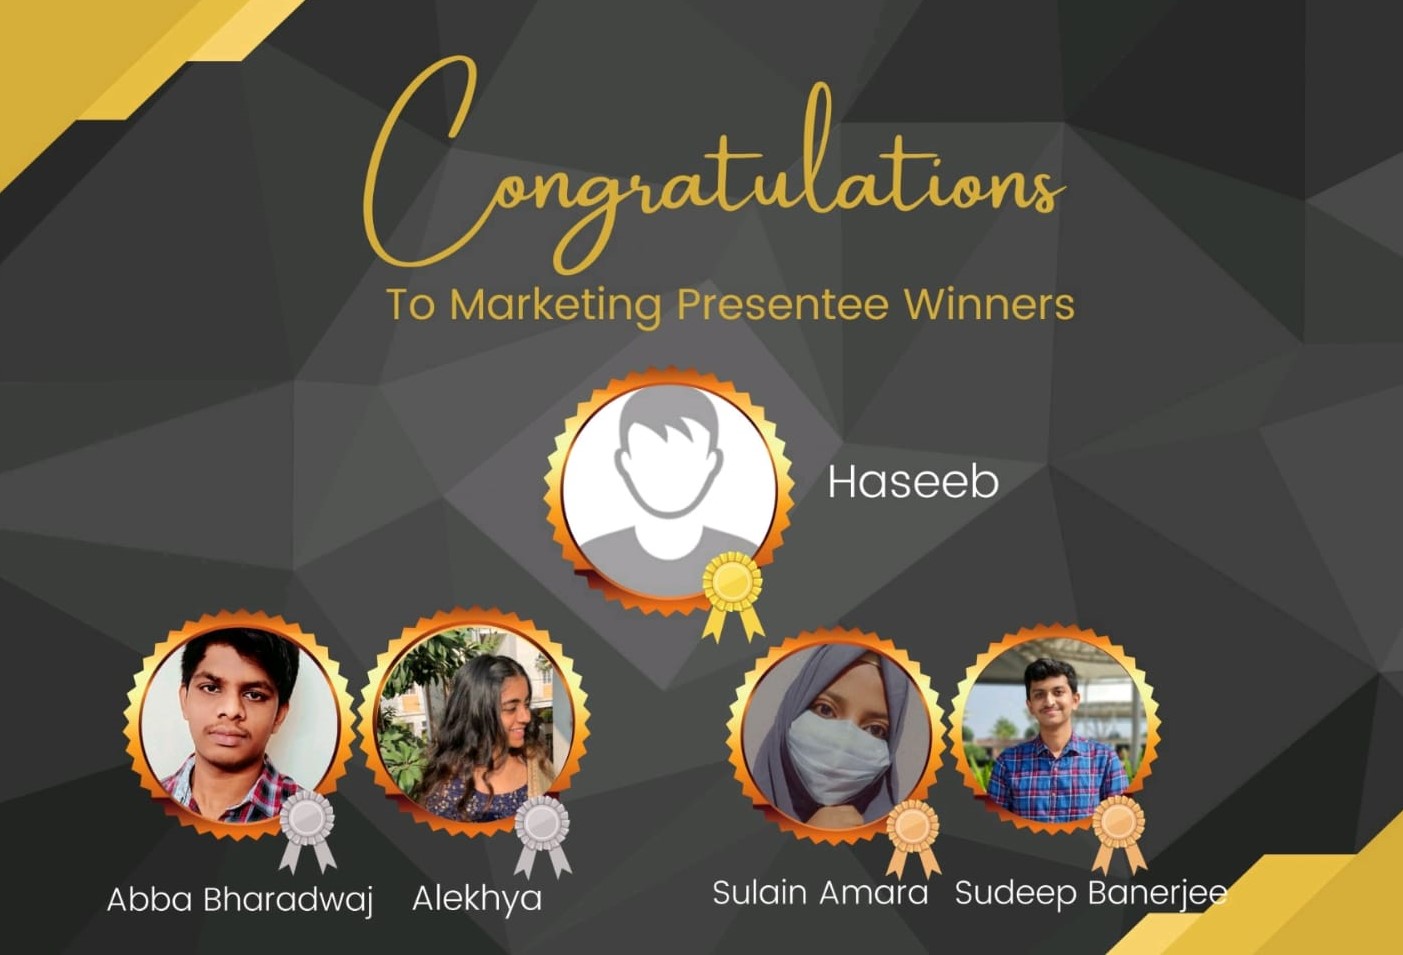 Congratulations
To Marketing Presentee Winners
Haseeb
Abba Bharadwaj
Alekhya
Sulain Amara
Sudeep Banerjee